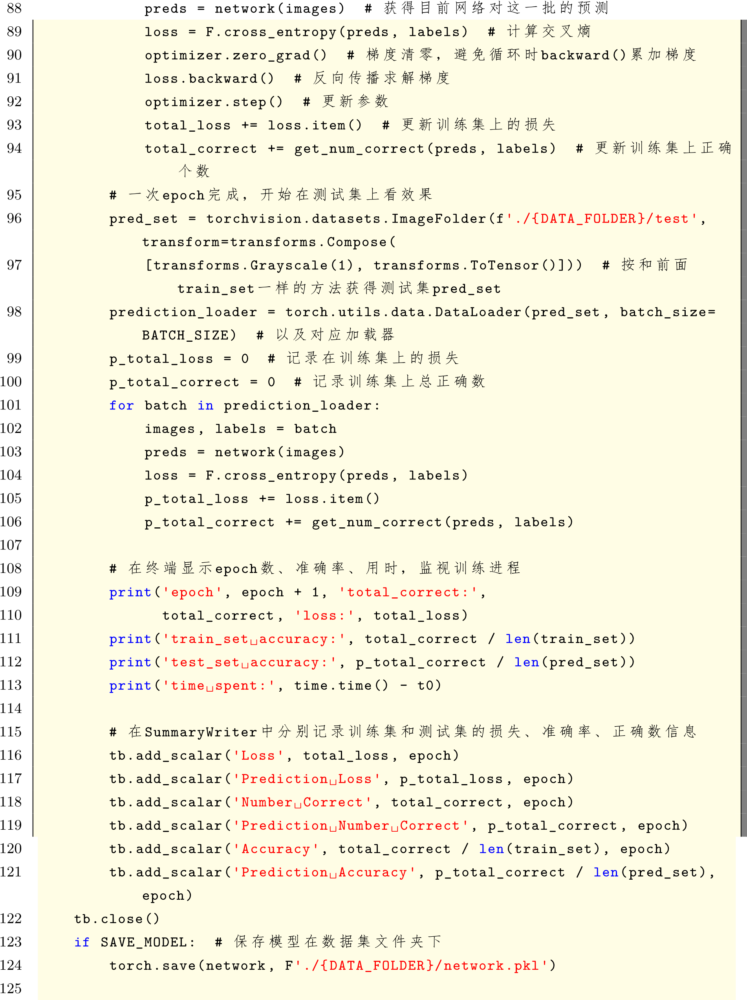 88 preds = network(images)  # 获得目前网络对这一批的预测
89 loss = F.cross_entropy(preds, labels)  # 计算交叉熵
90 optimizer.zero_grad()  # 梯度清零，避免循环时backward()累加梯度
91 loss.backward()  # 反向传播求解梯度
92 optimizer.step()  # 更新参数
93 total_loss += loss.item()  # 更新训练集上的损失
94 total_correct += get_num_correct(preds, labels)  # 更新训练集上正确
个数
95 # 一次epoch完成，开始在测试集上看效果
96 pred_set = torchvision.datasets.ImageFolder(f'./{DATA_FOLDER}/test',
transform=transforms.Compose(
97 [transforms.Grayscale(1), transforms.ToTensor()]))  # 按和前面
train_set一样的方法获得测试集pred_set
98 prediction_loader = torch.utils.data.DataLoader(pred_set, batch_size=
BATCH_SIZE)  # 以及对应加载器
99 p_total_loss = 0  # 记录在训练集上的损失
100 p_total_correct = 0  # 记录训练集上总正确数
101 for batch in prediction_loader:
102 images, labels = batch
103 preds = network(images)
104 loss = F.cross_entropy(preds, labels)
105 p_total_loss += loss.item()
106 p_total_correct += get_num_correct(preds, labels)
107
108 # 在终端显示epoch数、准确率、用时，监视训练进程
109 print('epoch', epoch + 1, 'total_correct:',
110 total_correct, 'loss:', total_loss)
111 print('train_set␣accuracy:', total_correct / len(train_set))
112 print('test_set␣accuracy:', p_total_correct / len(pred_set))
113 print('time␣spent:', time.time() - t0)
114
115 # 在SummaryWriter中分别记录训练集和测试集的损失、准确率、正确数信息
116 tb.add_scalar('Loss', total_loss, epoch)
117 tb.add_scalar('Prediction␣Loss', p_total_loss, epoch)
118 tb.add_scalar('Number␣Correct', total_correct, epoch)
119 tb.add_scalar('Prediction␣Number␣Correct', p_total_correct, epoch)
120 tb.add_scalar('Accuracy', total_correct / len(train_set), epoch)
121 tb.add_scalar('Prediction␣Accuracy', p_total_correct / len(pred_set),
epoch)
122 tb.close()
123 if SAVE_MODEL:  # 保存模型在数据集文件夹下
124 torch.save(network, F'./{DATA_FOLDER}/network.pkl')
125